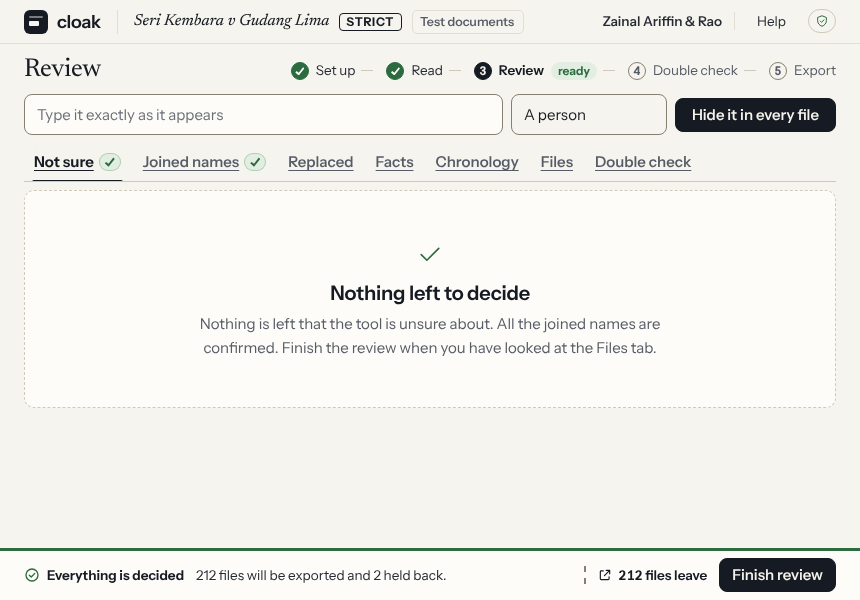 cloak
Seri Kembara v Gudang Lima
STRICT
Test documents
Zainal Ariffin & Rao
Help
Review
Set up
Read
3 Review ready
4 Double check
5 Export
Type it exactly as it appears
A person
Hide it in every file
Not sure
Joined names
Replaced
Facts
Chronology
Files
Double check
Nothing left to decide
Nothing is left that the tool is unsure about. All the joined names are
confirmed. Finish the review when you have looked at the Files tab.
Everything is decided
212 files will be exported and 2 held back.
212 files leave
Finish review